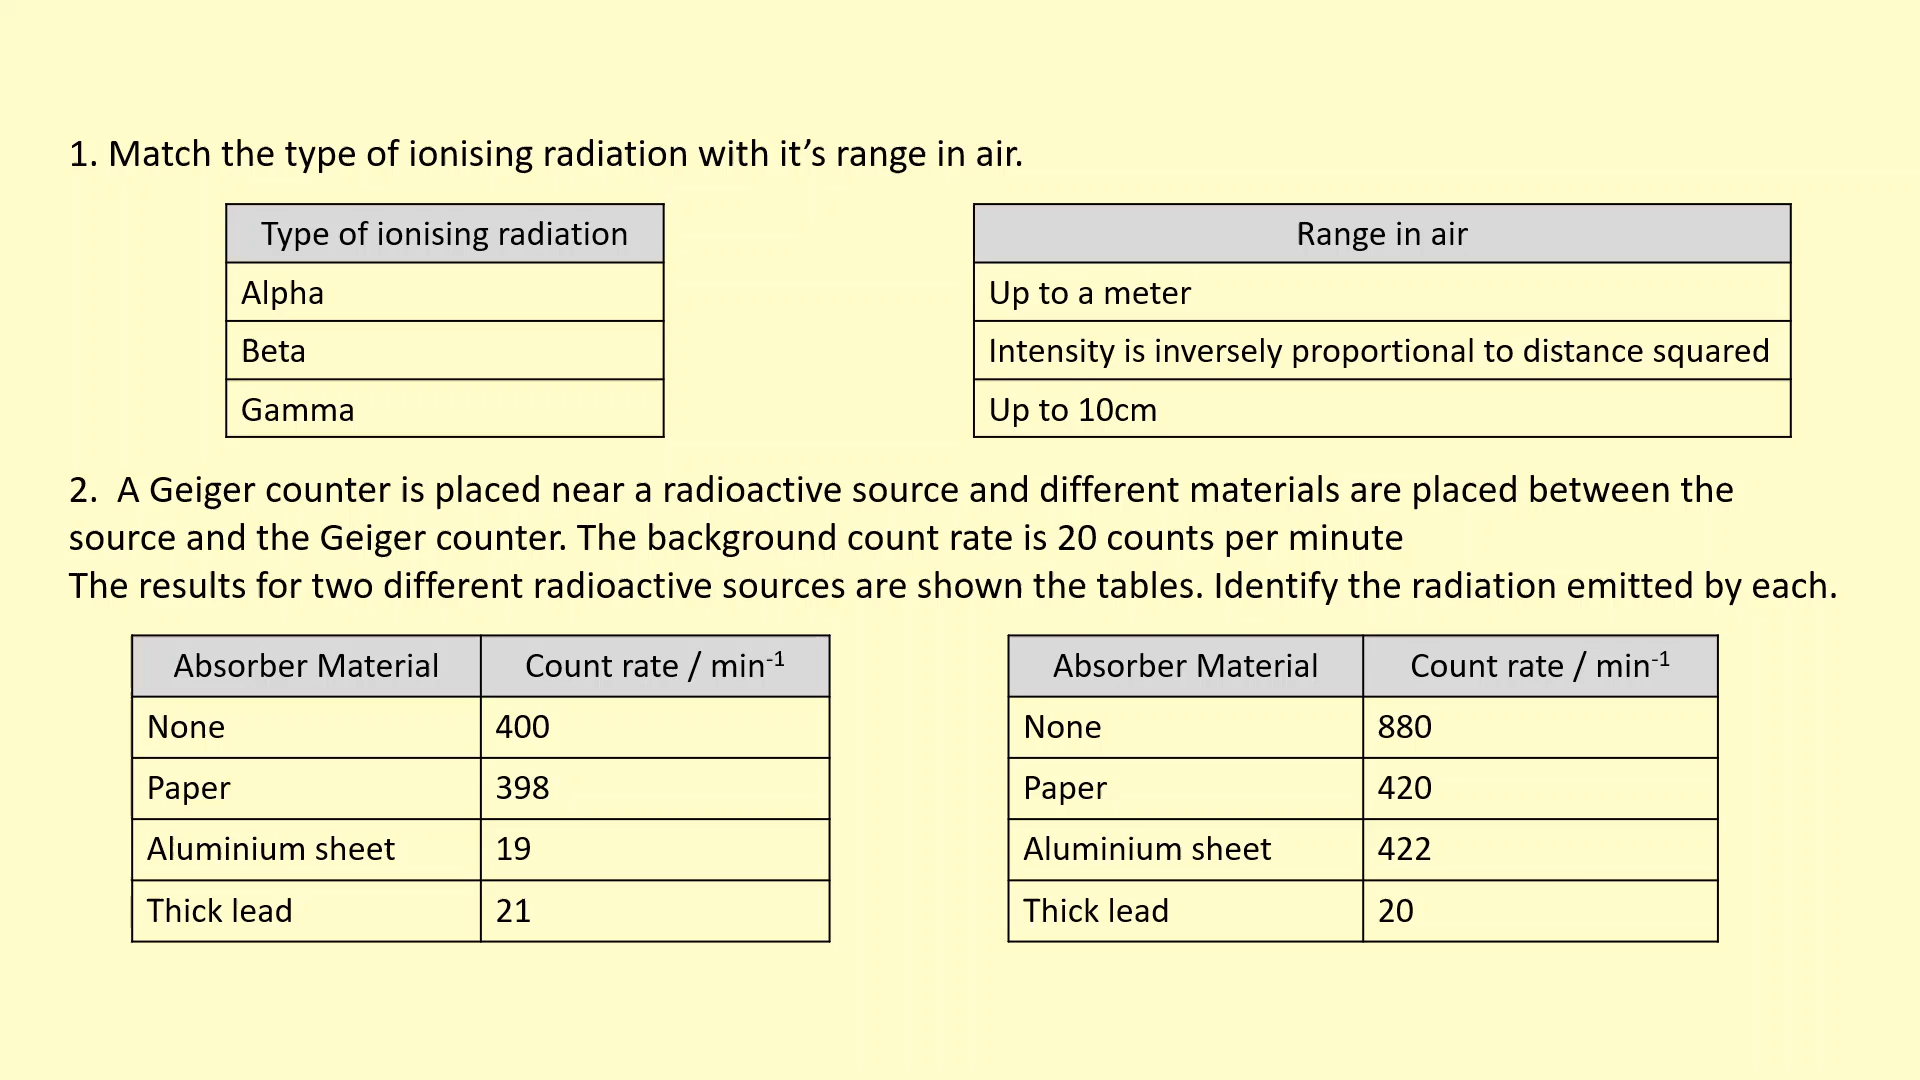 1. Match the type of ionising radiation with it’s range in air.
Type of ionising radiation
Alpha
Beta
Gamma
Range in air
Up to a meter
Intensity is inversely proportional to distance squared
Up to 10cm
2. A Geiger counter is placed near a radioactive source and different materials are placed between the
source and the Geiger counter. The background count rate is 20 counts per minute
The results for two different radioactive sources are shown the tables. Identify the radiation emitted by each.
Absorber Material Count rate / min⁻¹
None 400
Paper 398
Aluminium sheet 19
Thick lead 21
Absorber Material Count rate / min⁻¹
None 880
Paper 420
Aluminium sheet 422
Thick lead 20